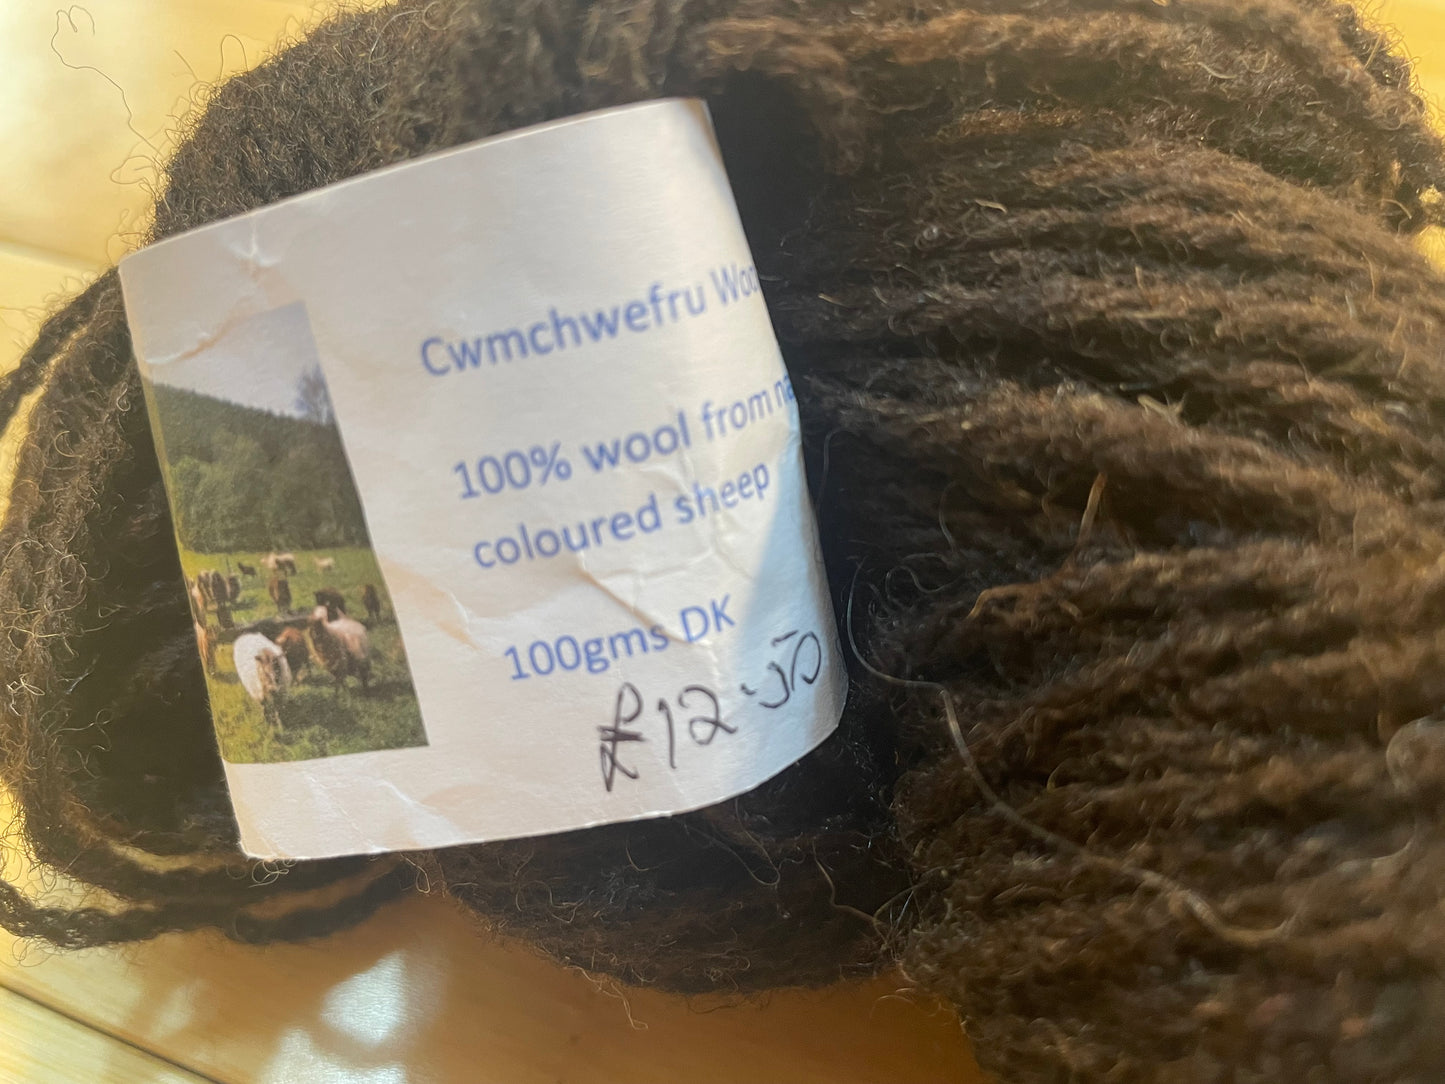 Cwmchwefru Woo
100% wool from na
coloured sheep
100gms DK
£12.50